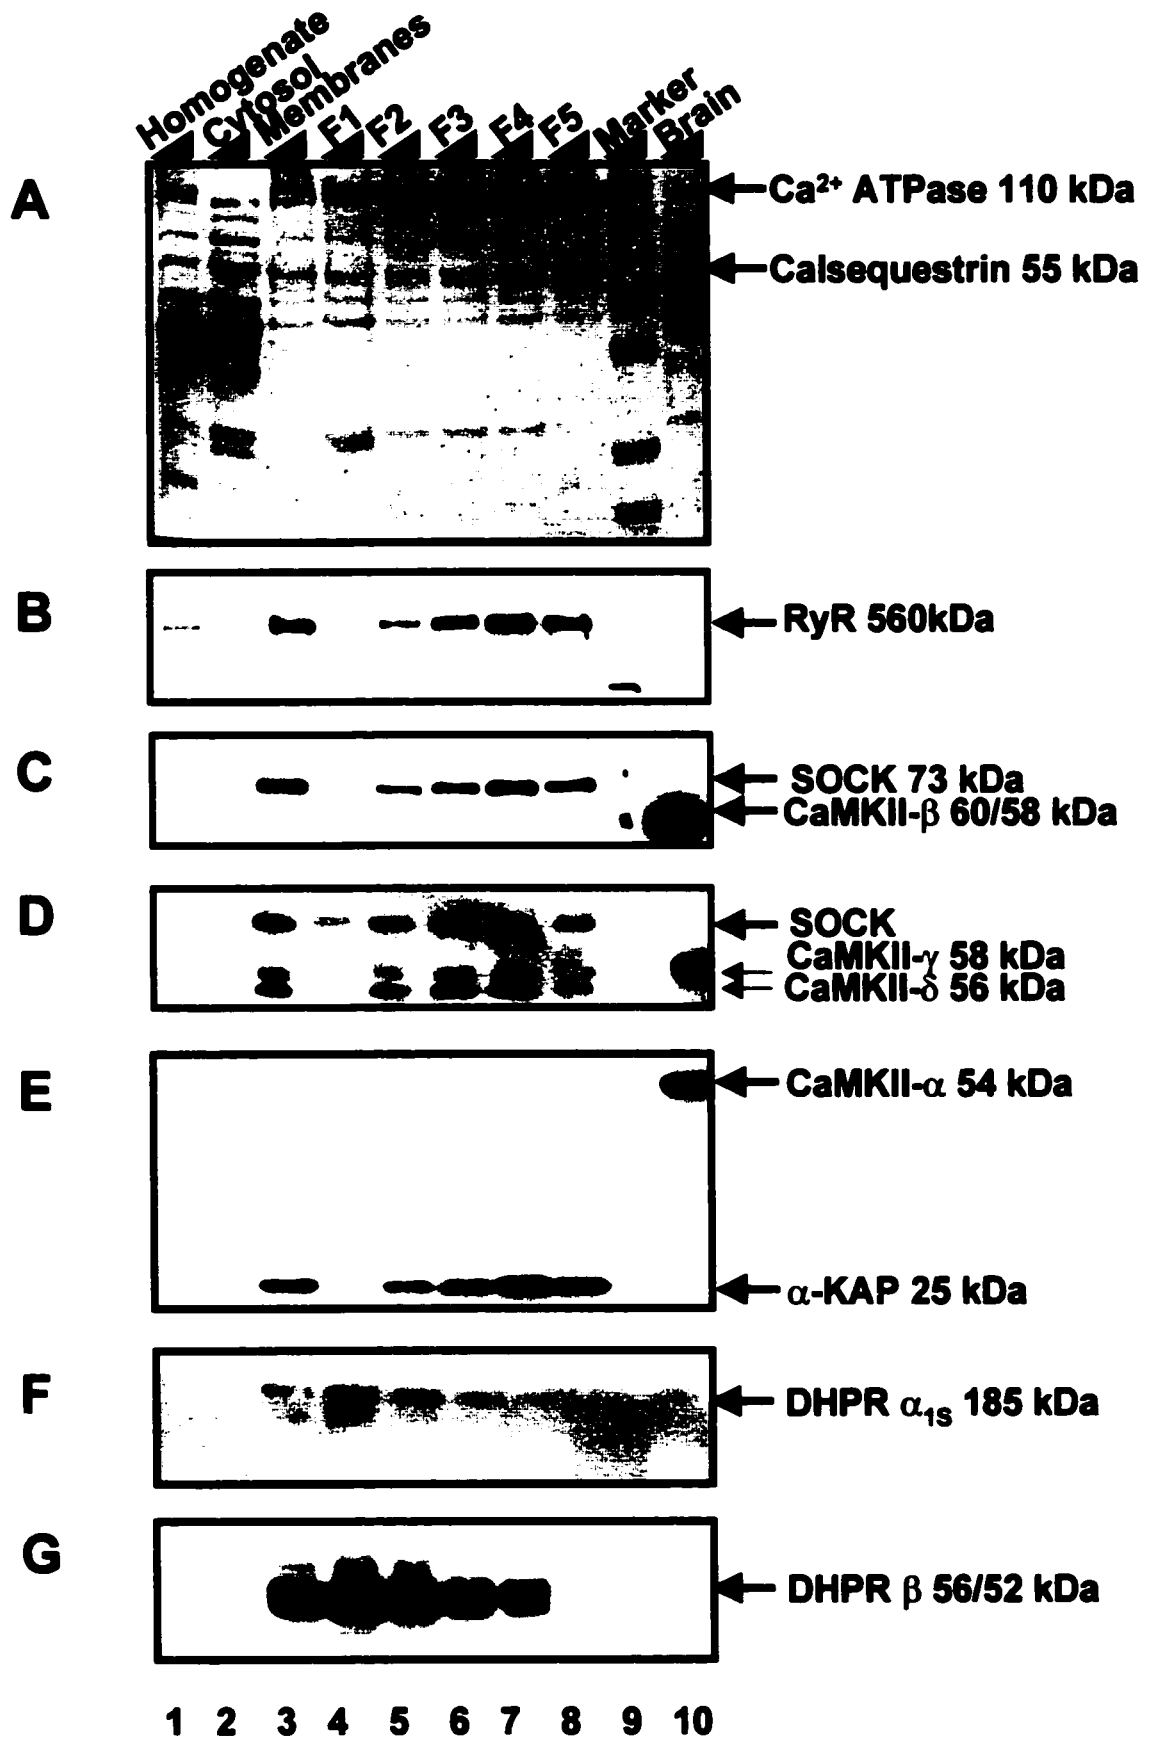 Homogenate
Cytosol
Membranes
F1
F2
F3
F4
F5
Marker
Brain
A
Ca²⁺ ATPase 110 kDa
Calsequestrin 55 kDa
B
RyR 560kDa
C
SOCK 73 kDa
CaMKII-β 60/58 kDa
D
SOCK
CaMKII-γ 58 kDa
CaMKII-δ 56 kDa
E
CaMKII-α 54 kDa
α-KAP 25 kDa
F
DHPR α₁S 185 kDa
G
DHPR β 56/52 kDa
1 2 3 4 5 6 7 8 9 10